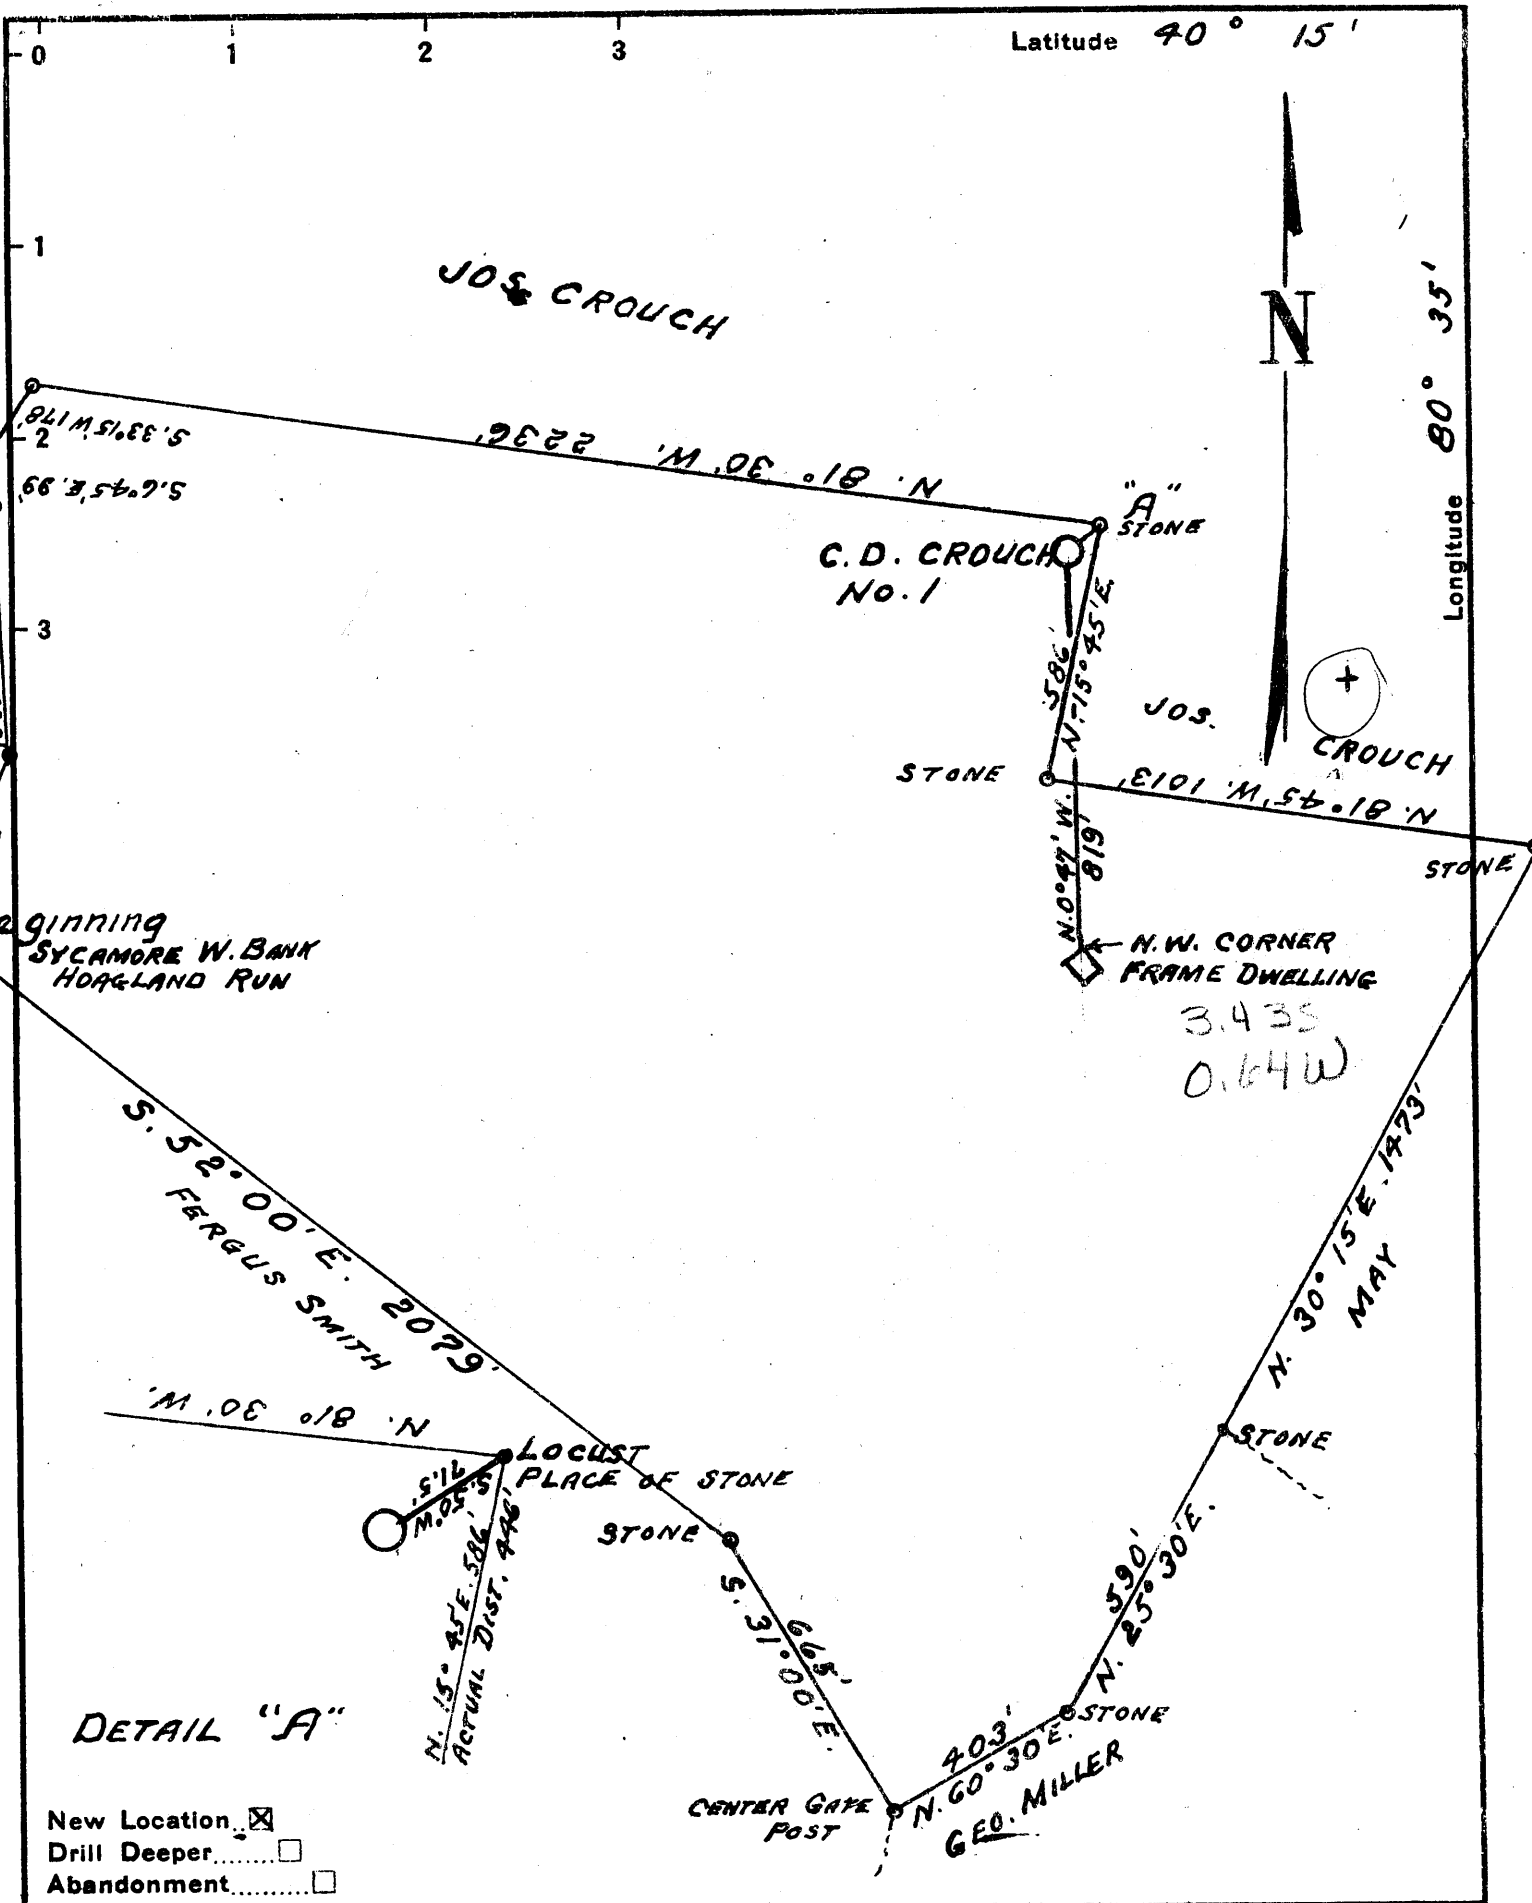 0 1 2 3
Latitude 40° 15'
1
2
3
Longitude 80° 35'
N
JOS. CROUCH
S. 33°15' W 178'
S. 6°45' E. 99'
N. 81° 30' W. 2236'
"A"
STONE
C.D. CROUCH
No. 1
586'
N. 15° 45' E.
JOS.
CROUCH
+
STONE
N. 81° 45' W. 1013'
STONE
N. 0°47' W.
819'
N.W. CORNER
FRAME DWELLING
3.43S
0.64W
ginning
SYCAMORE W. BANK
HOAGLAND RUN
S. 52° 00' E. 2079'
FERGUS SMITH
N. 30° 15' E. 1473'
MAY
N. 81° 30' W.
LOCUST
PLACE OF STONE
71.5'
S. 50. W
N. 15° 45' E. 586'
ACTUAL DIST. 446'
STONE
STONE
665'
S. 31°00' E.
590'
N. 25° 30' E.
STONE
403'
N. 60° 30' E.
GEO. MILLER
CENTER GATE
POST
DETAIL "A"
New Location..☒
Drill Deeper........☐
Abandonment..........☐